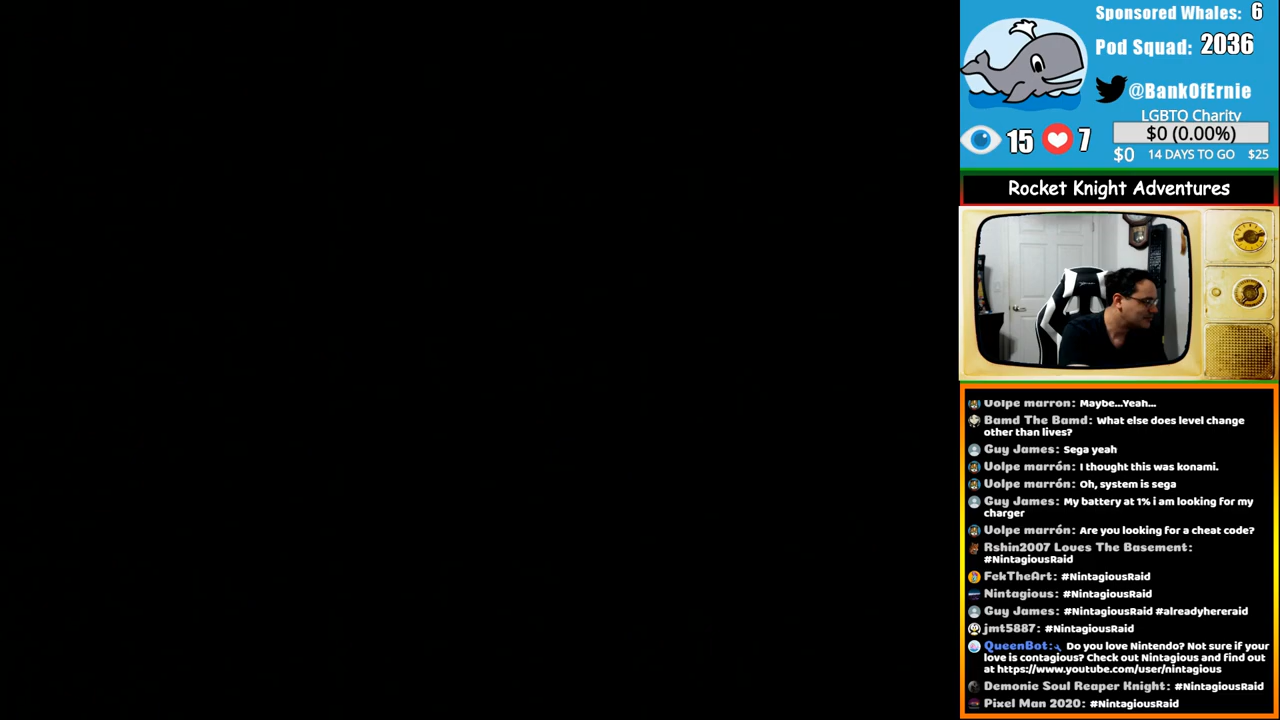 Sponsored Whales: 6
Pod Squad: 2036
@BankOfErnie
LGBTQ Charity
$0 (0.00%)
$0 14 DAYS TO GO $25
15 7
Rocket Knight Adventures
Uolpe marrón: Maybe...Yeah...
Bamd The Bamd: What else does level change
other than lives?
Guy James: Sega yeah
Uolpe marrón: I thought this was konami.
Uolpe marrón: Oh, system is sega
Guy James: My battery at 1% i am looking for my
charger
Uolpe marrón: Are you looking for a cheat code?
Rshin2007 Loves The Basement:
#NintagiousRaid
FckTheArt: #NintagiousRaid
Nintagious: #NintagiousRaid
Guy James: #NintagiousRaid #alreadyhereraid
jmt5887: #NintagiousRaid
QueenBot: Do you love Nintendo? Not sure if your
love is contagious? Check out Nintagious and find out
at https://www.youtube.com/user/nintagious
Demonic Soul Reaper Knight: #NintagiousRaid
Pixel Man 2020: #NintagiousRaid